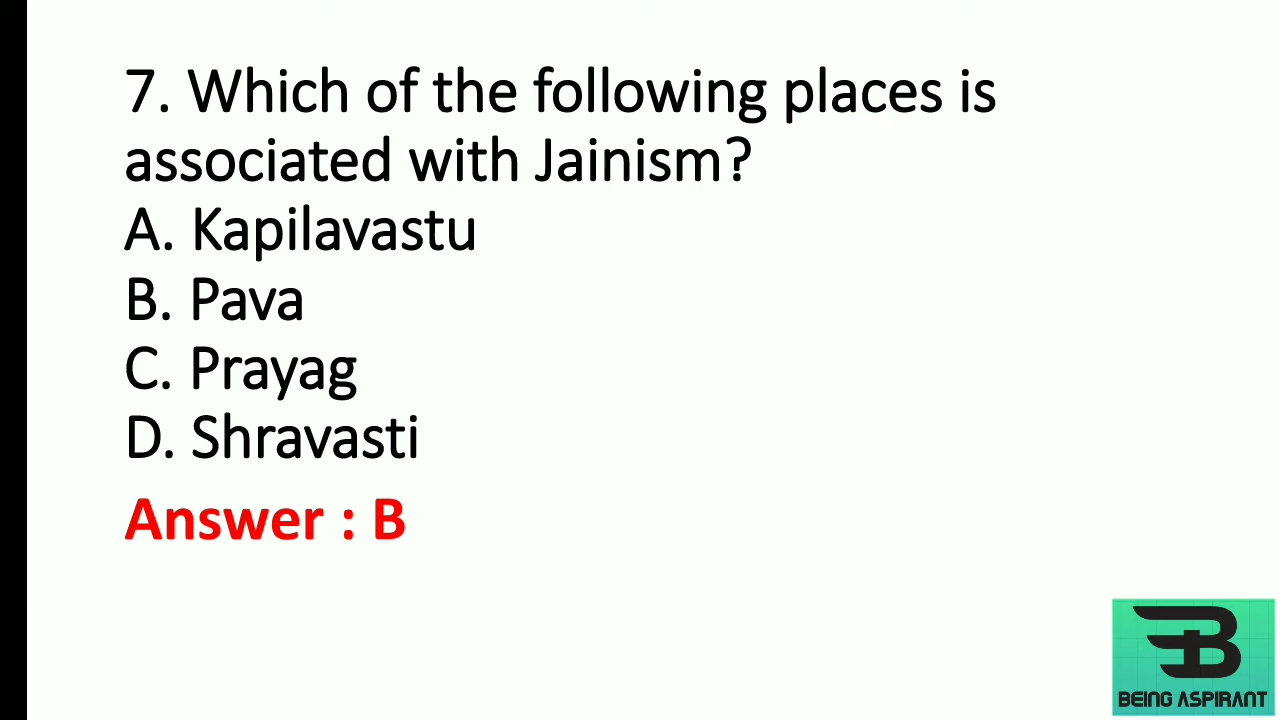 7. Which of the following places is
associated with Jainism?
A. Kapilavastu
B. Pava
C. Prayag
D. Shravasti
Answer : B
BEING ASPIRANT